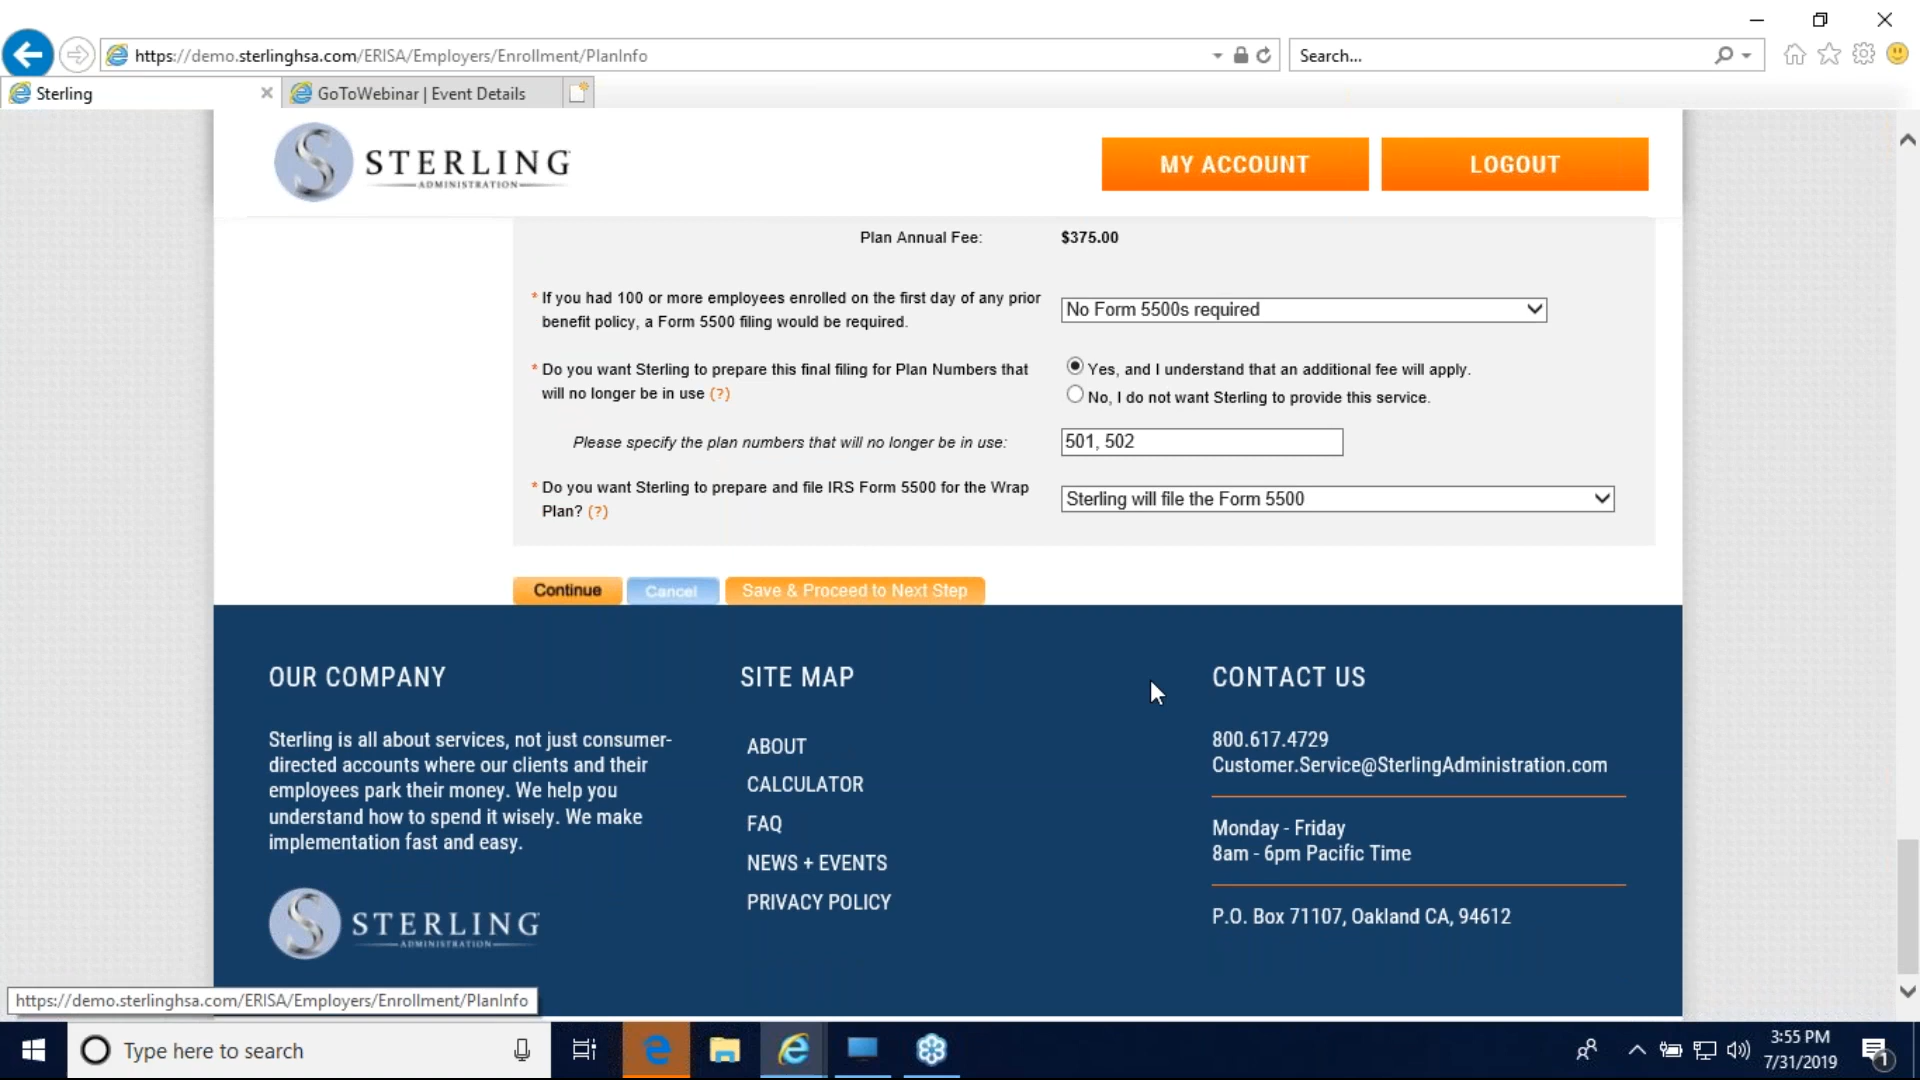 https://demo.sterlinghsa.com/ERISA/Employers/Enrollment/PlanInfo
Search...
Sterling
GoToWebinar | Event Details
STERLING
ADMINISTRATION
MY ACCOUNT
LOGOUT
Plan Annual Fee:
$375.00
* If you had 100 or more employees enrolled on the first day of any prior
benefit policy, a Form 5500 filing would be required.
No Form 5500s required
* Do you want Sterling to prepare this final filing for Plan Numbers that
will no longer be in use (?)
Yes, and I understand that an additional fee will apply.
No, I do not want Sterling to provide this service.
Please specify the plan numbers that will no longer be in use:
501, 502
* Do you want Sterling to prepare and file IRS Form 5500 for the Wrap
Plan? (?)
Sterling will file the Form 5500
Continue
Cancel
Save & Proceed to Next Step
OUR COMPANY
Sterling is all about services, not just consumer-
directed accounts where our clients and their
employees park their money. We help you
understand how to spend it wisely. We make
implementation fast and easy.
STERLING
ADMINISTRATION
SITE MAP
ABOUT
CALCULATOR
FAQ
NEWS + EVENTS
PRIVACY POLICY
CONTACT US
800.617.4729
Customer.Service@SterlingAdministration.com
Monday - Friday
8am - 6pm Pacific Time
P.O. Box 71107, Oakland CA, 94612
https://demo.sterlinghsa.com/ERISA/Employers/Enrollment/PlanInfo
Type here to search
3:55 PM
7/31/2019
1